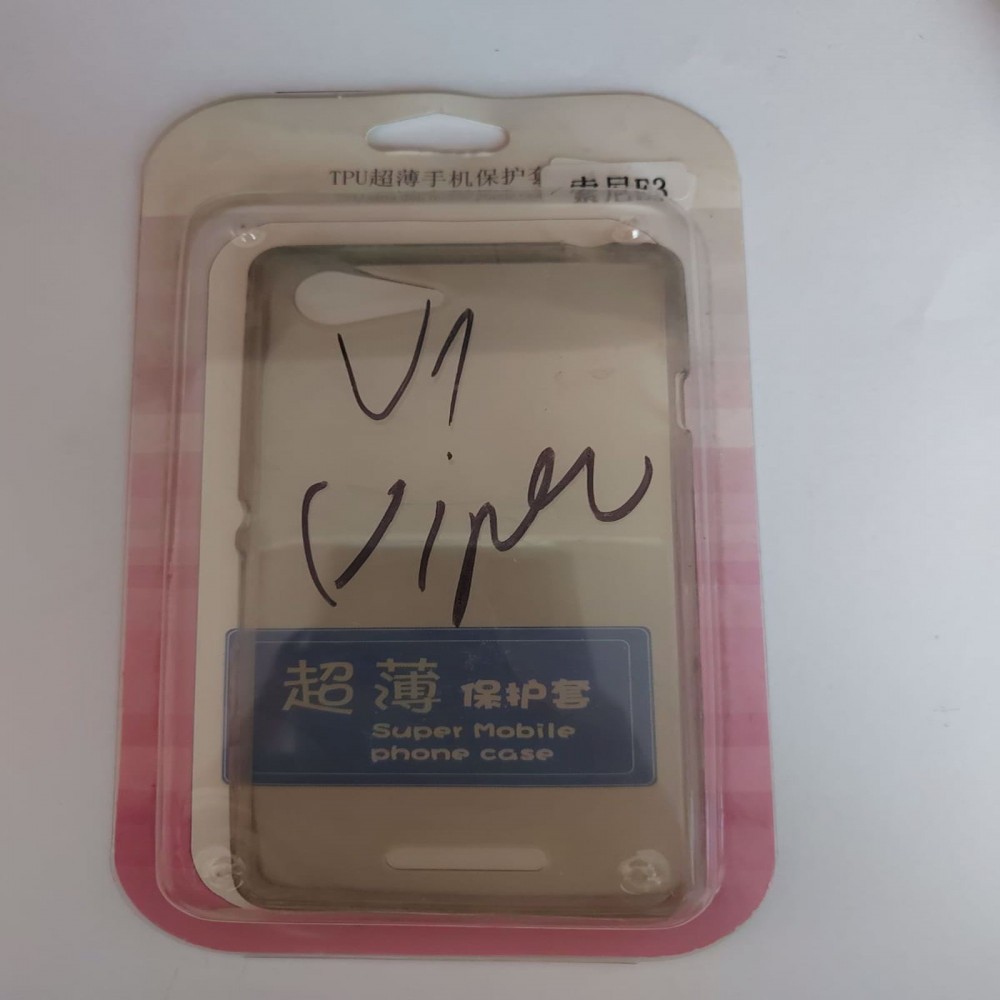 TPU超薄手机保护套
索尼E3
V1
Viper
超薄 保护套
Super Mobile
phone case